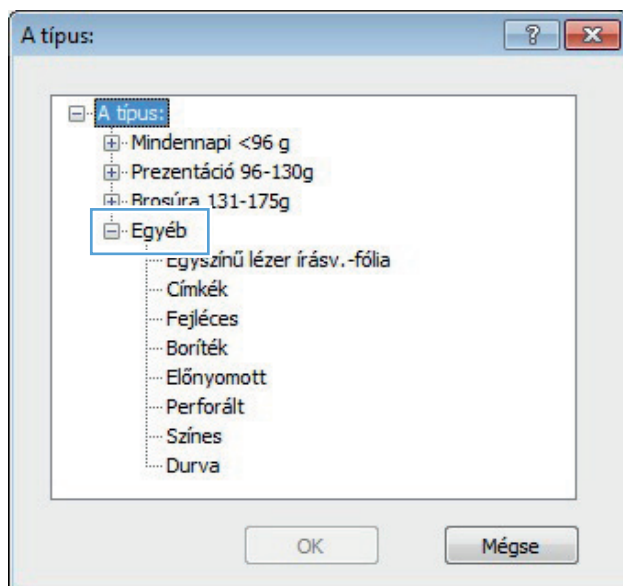 A típus:
A típus:
Mindennapi <96 g
Prezentáció 96-130g
Brosúra 131-175g
Egyéb
Egyszínű lézer írásv.-fólia
Címkék
Fejléces
Boríték
Előnyomott
Perforált
Színes
Durva
OK
Mégse